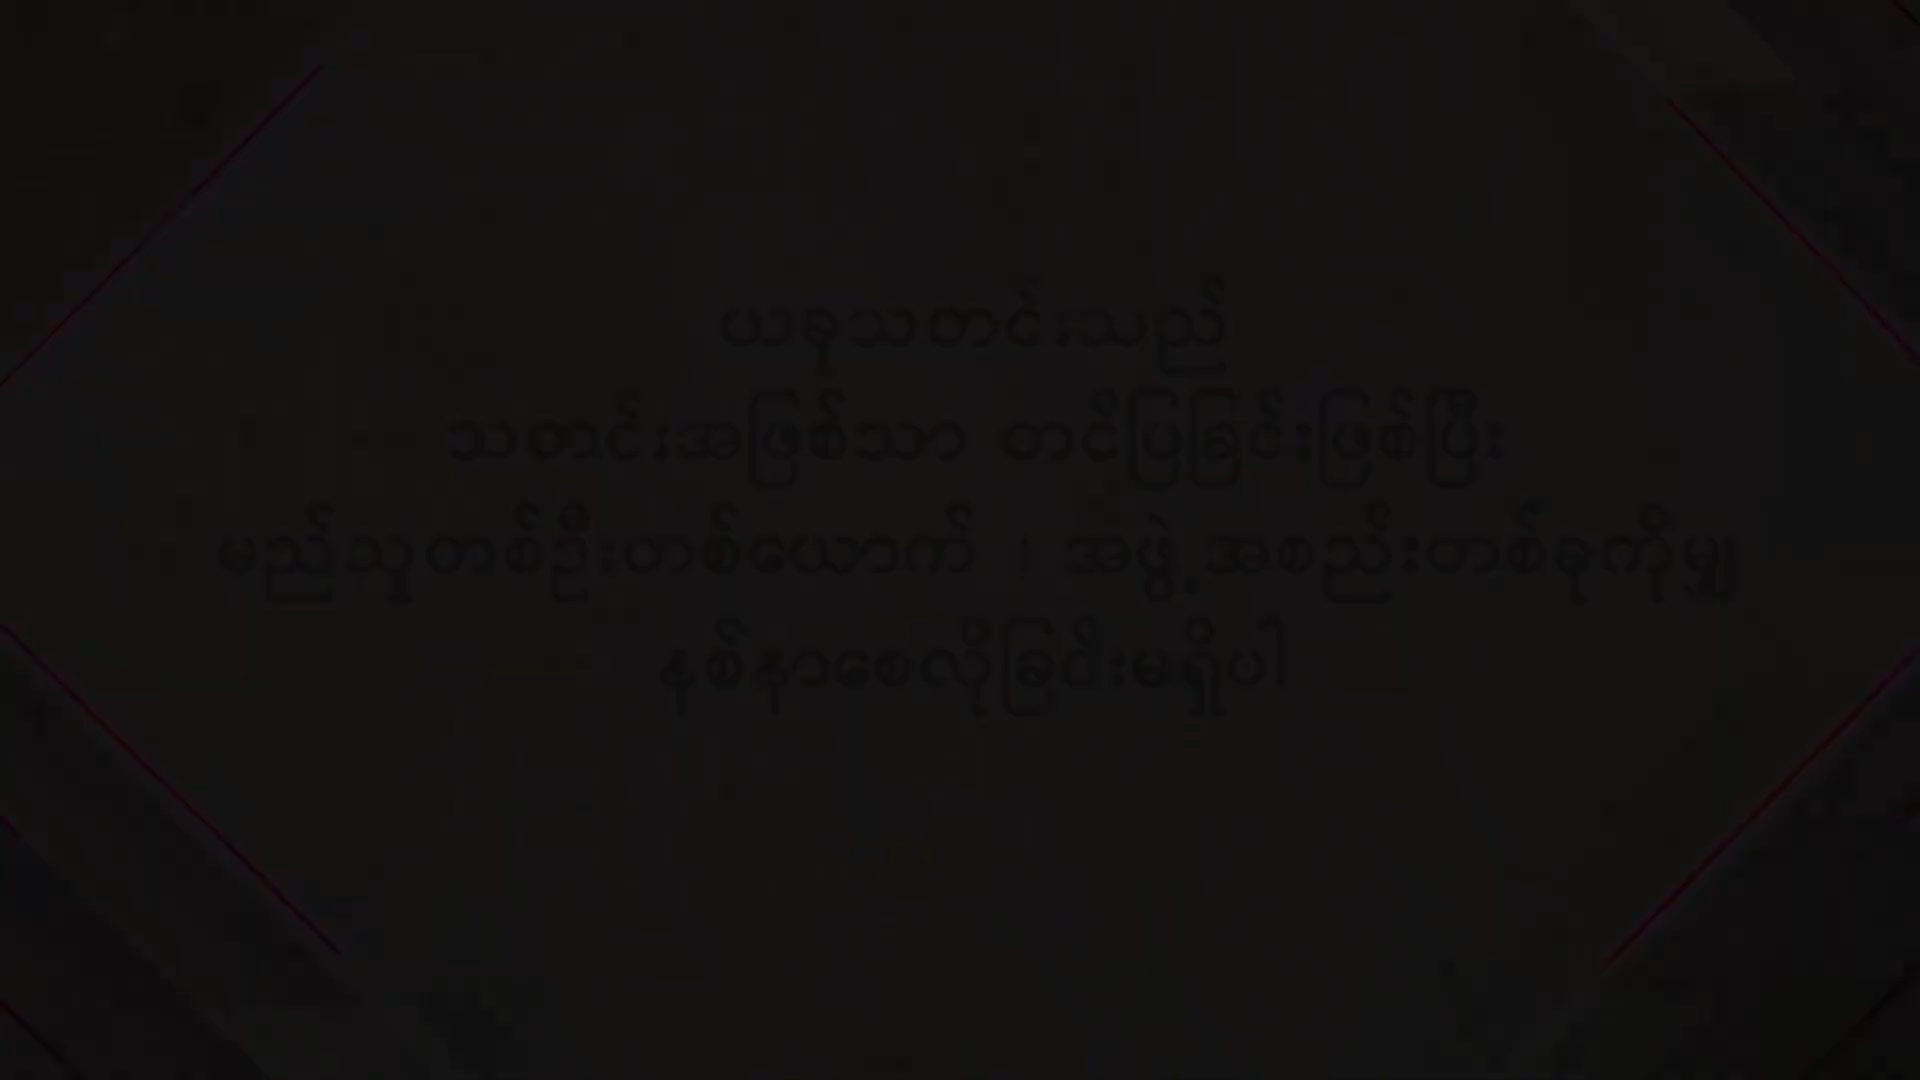 ယခုသတင်းသည်
သတင်းအဖြစ်သာ တင်ပြခြင်းဖြစ်ပြီး
မည်သူတစ်ဦးတစ်ယောက် ၊ အဖွဲ့အစည်းတစ်ခုကိုမျှ
နစ်နာစေလိုခြင်းမရှိပါ